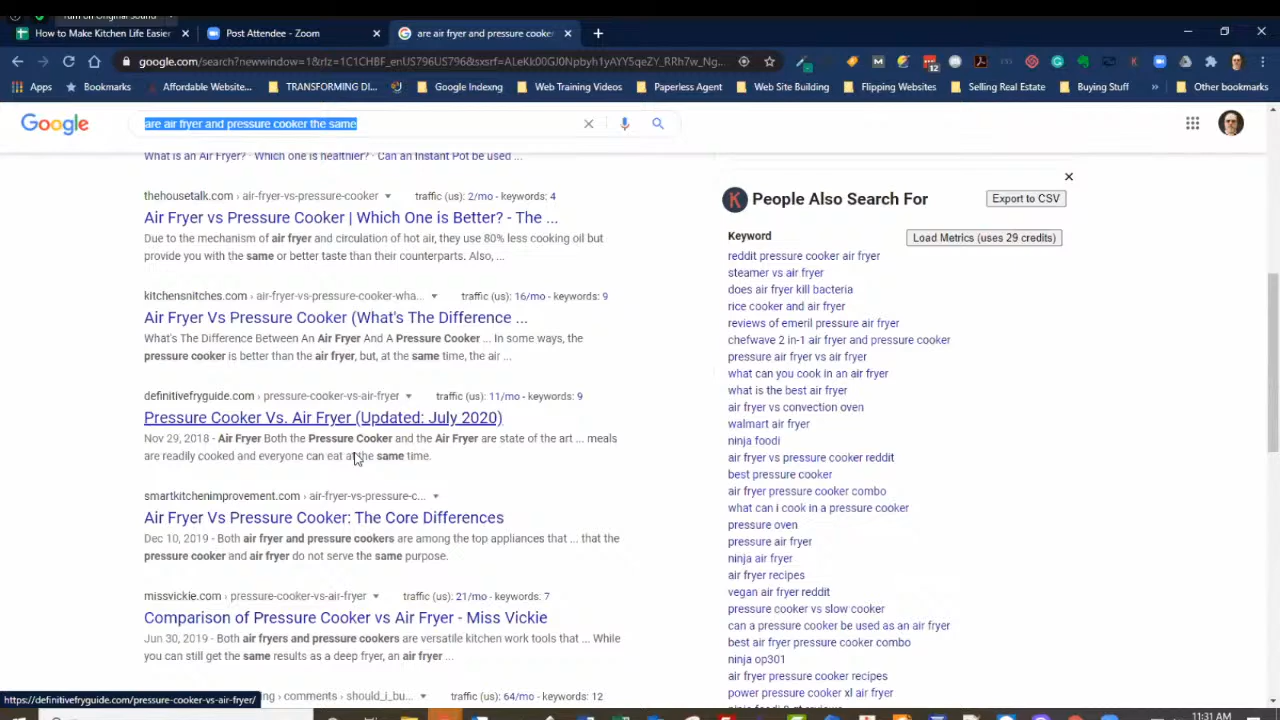 Turn on Original Sound
How to Make Kitchen Life Easier
Post Attendee - Zoom
are air fryer and pressure cooke
google.com/search?newwindow=1&rlz=1C1CHBF_enUS796US796&sxsrf=ALeKk00GJ0Npbyh1yAYY5qeZY_RRh7w_Ng...
12
Apps
Bookmarks
Affordable Website...
TRANSFORMING DI...
Google Indexing
Web Training Videos
Paperless Agent
Web Site Building
Flipping Websites
Selling Real Estate
Buying Stuff
»
Other bookmarks
Google
are air fryer and pressure cooker the same
What is an Air Fryer? · Which one is healthier? · Can an Instant Pot be used ...
thehousetalk.com › air-fryer-vs-pressure-cooker traffic (us): 2/mo - keywords: 4
Air Fryer vs Pressure Cooker | Which One is Better? - The ...
Due to the mechanism of air fryer and circulation of hot air, they use 80% less cooking oil but
provide you with the same or better taste than their counterparts. Also, ...
kitchensnitches.com › air-fryer-vs-pressure-cooker-wha... traffic (us): 16/mo - keywords: 9
Air Fryer Vs Pressure Cooker (What's The Difference ...
What's The Difference Between An Air Fryer And A Pressure Cooker ... In some ways, the
pressure cooker is better than the air fryer, but, at the same time, the air ...
definitivefryguide.com › pressure-cooker-vs-air-fryer traffic (us): 11/mo - keywords: 9
Pressure Cooker Vs. Air Fryer (Updated: July 2020)
Nov 29, 2018 - Air Fryer Both the Pressure Cooker and the Air Fryer are state of the art ... meals
are readily cooked and everyone can eat at the same time.
smartkitchenimprovement.com › air-fryer-vs-pressure-c...
Air Fryer Vs Pressure Cooker: The Core Differences
Dec 10, 2019 - Both air fryer and pressure cookers are among the top appliances that ... that the
pressure cooker and air fryer do not serve the same purpose.
missvickie.com › pressure-cooker-vs-air-fryer traffic (us): 21/mo - keywords: 7
Comparison of Pressure Cooker vs Air Fryer - Miss Vickie
Jun 30, 2019 - Both air fryers and pressure cookers are versatile kitchen work tools that ... While
you can still get the same results as a deep fryer, an air fryer ...
ng › comments › should_i_bu... traffic (us): 64/mo - keywords: 12
https://definitivefryguide.com/pressure-cooker-vs-air-fryer/
K
People Also Search For
Export to CSV
Keyword
Load Metrics (uses 29 credits)
reddit pressure cooker air fryer
steamer vs air fryer
does air fryer kill bacteria
rice cooker and air fryer
reviews of emeril pressure air fryer
chefwave 2 in-1 air fryer and pressure cooker
pressure air fryer vs air fryer
what can you cook in an air fryer
what is the best air fryer
air fryer vs convection oven
walmart air fryer
ninja foodi
air fryer vs pressure cooker reddit
best pressure cooker
air fryer pressure cooker combo
what can i cook in a pressure cooker
pressure oven
pressure air fryer
ninja air fryer
air fryer recipes
vegan air fryer reddit
pressure cooker vs slow cooker
can a pressure cooker be used as an air fryer
best air fryer pressure cooker combo
ninja op301
air fryer pressure cooker recipes
power pressure cooker xl air fryer
11:31 AM